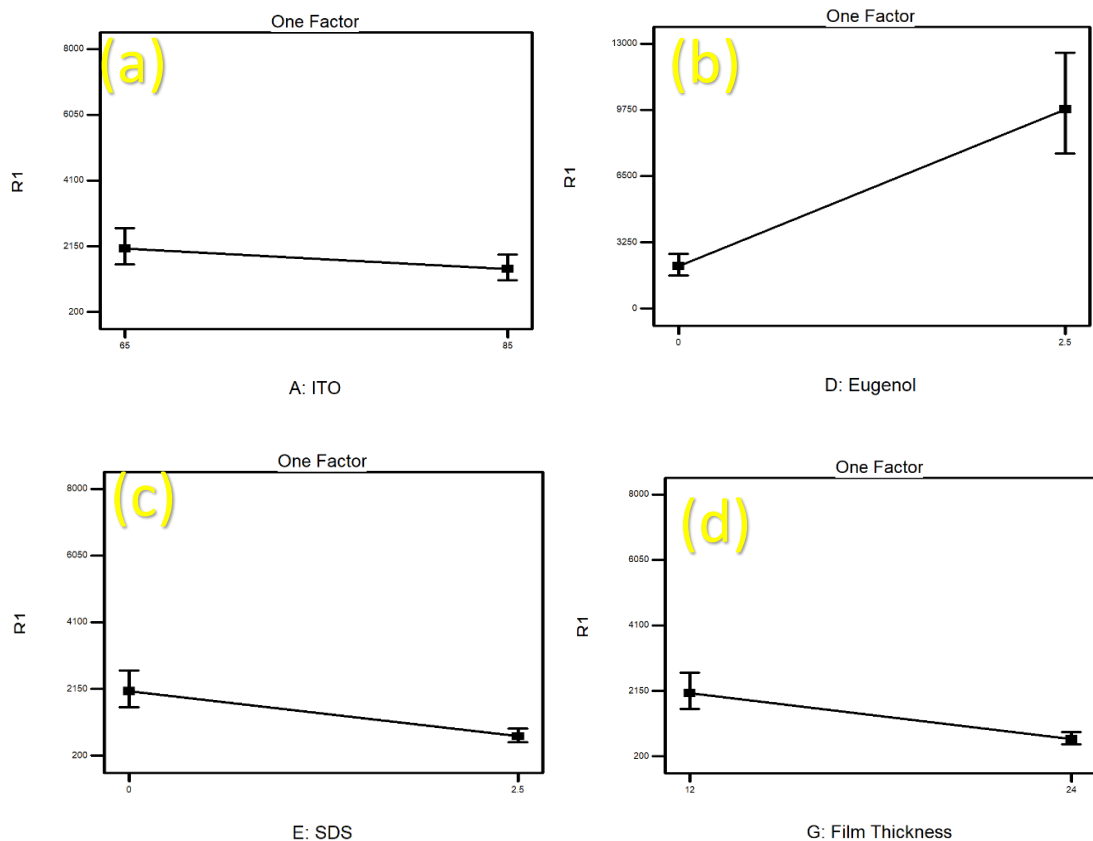 One Factor
(a)
8000
6050
4100
2150
200
R1
65
85
A: ITO
One Factor
(b)
13000
9750
6500
3250
0
R1
0
2.5
D: Eugenol
One Factor
(c)
8000
6050
4100
2150
200
R1
0
2.5
E: SDS
One Factor
(d)
8000
6050
4100
2150
200
R1
12
24
G: Film Thickness